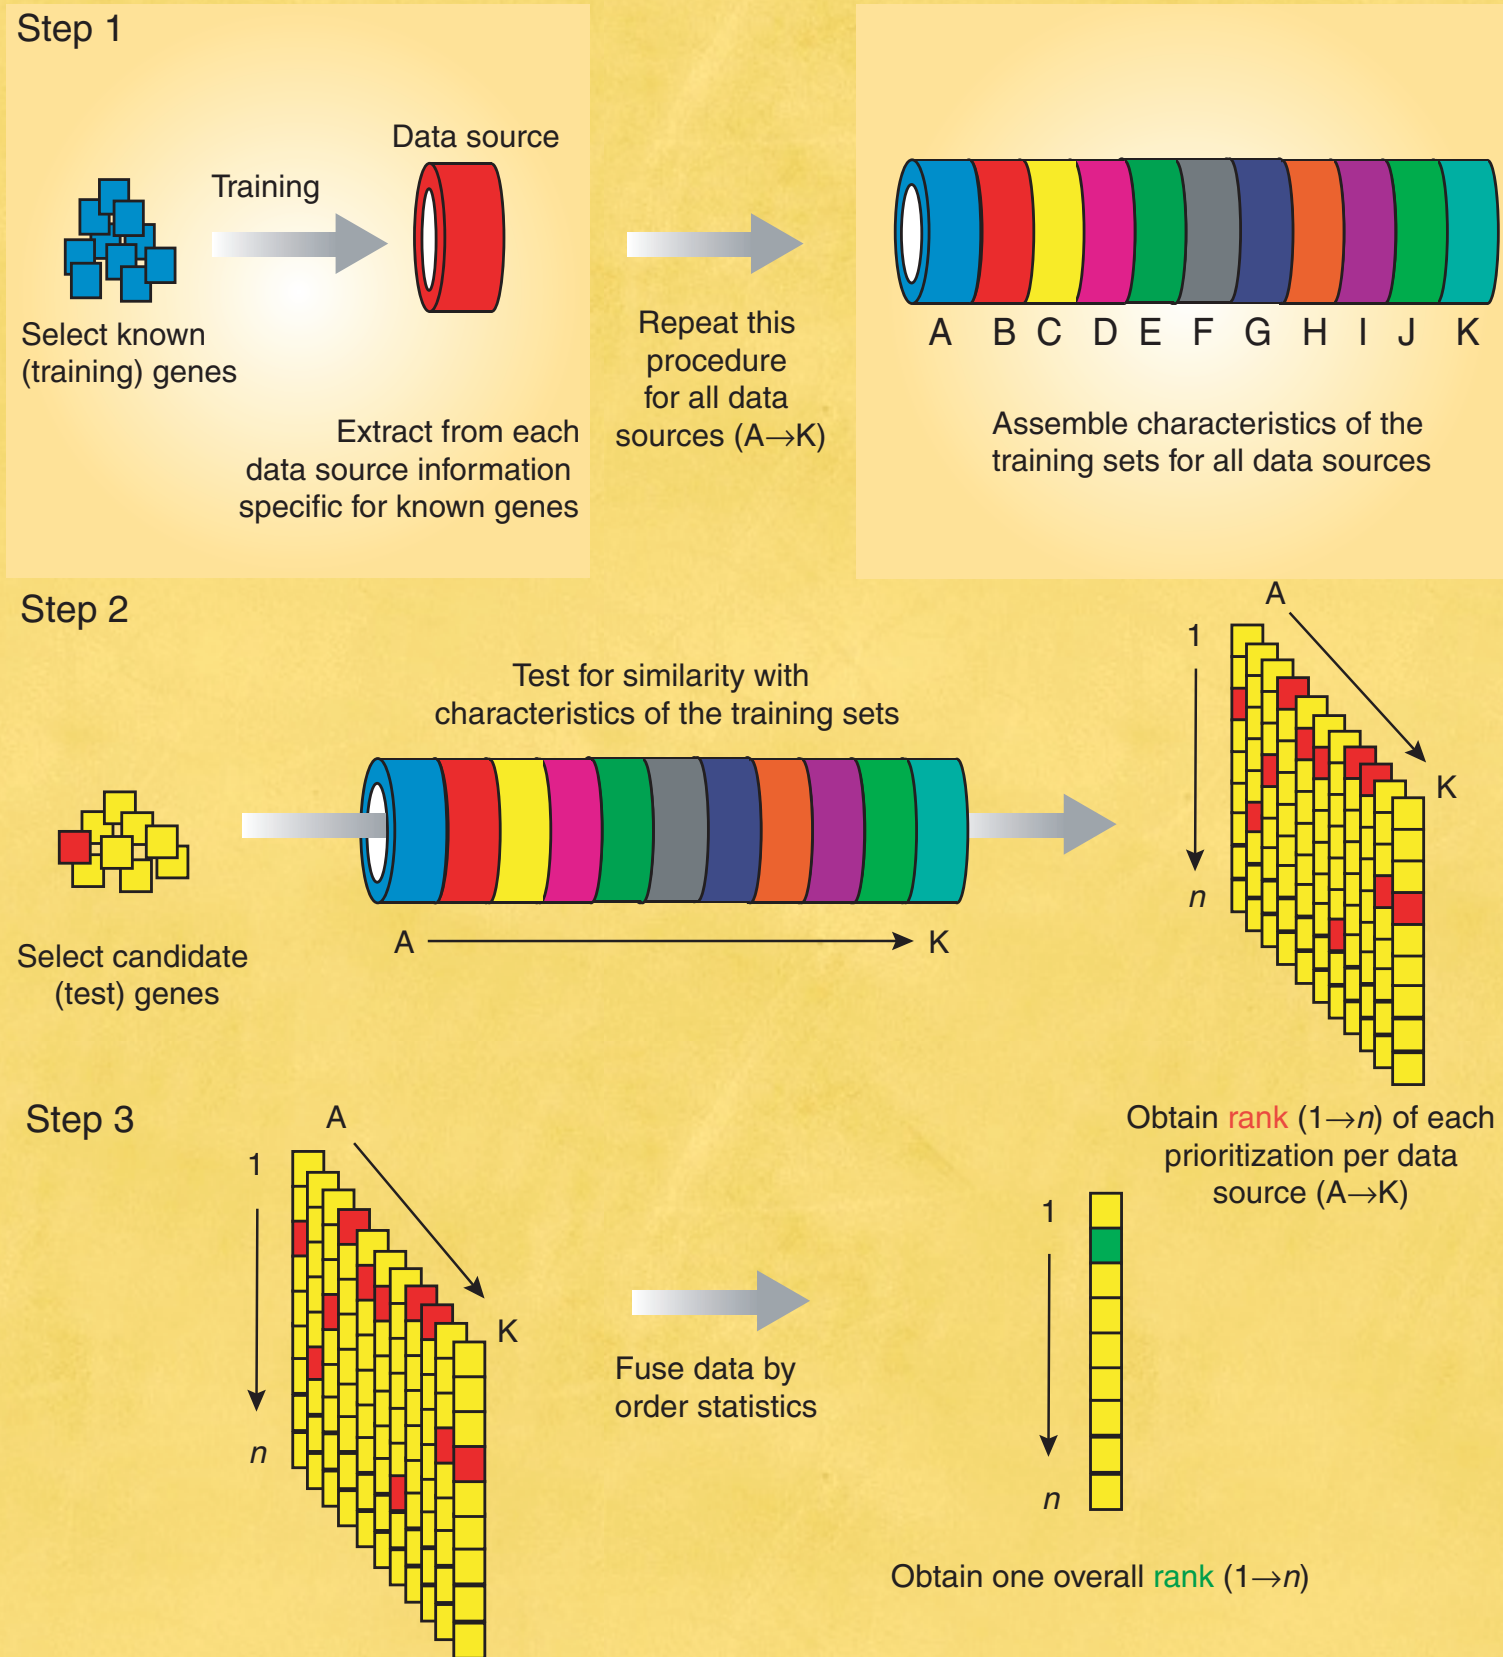 Step 1
Data source
Training
Select known
(training) genes
Extract from each
data source information
specific for known genes
Repeat this
procedure
for all data
sources (A→K)
A B C D E F G H I J K
Assemble characteristics of the
training sets for all data sources
Step 2
Test for similarity with
characteristics of the training sets
A K
Select candidate
(test) genes
A
1
K
n
Obtain rank (1→n) of each
prioritization per data
source (A→K)
Step 3
A
1
K
n
Fuse data by
order statistics
1
n
Obtain one overall rank (1→n)